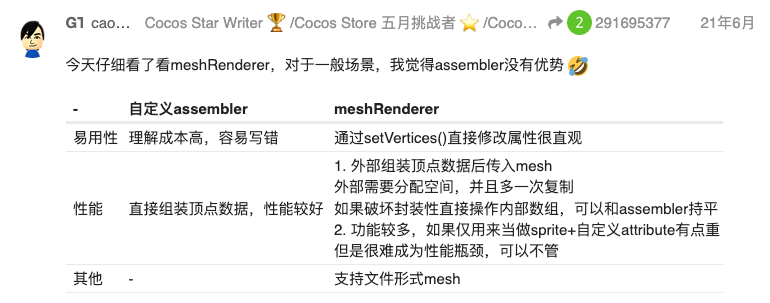 G1 cao... Cocos Star Writer 🏆 /Cocos Store 五月挑战者 ⭐ /Coco... 2 291695377 21年6月
今天仔细看了看meshRenderer，对于一般场景，我觉得assembler没有优势 🤣
- 自定义assembler meshRenderer
易用性 理解成本高，容易写错 通过setVertices()直接修改属性很直观
1. 外部组装顶点数据后传入mesh
外部需要分配空间，并且多一次复制
性能 直接组装顶点数据，性能较好 如果破坏封装性直接操作内部数组，可以和assembler持平
2. 功能较多，如果仅用来当做sprite+自定义attribute有点重
但是很难成为性能瓶颈，可以不管
其他 - 支持文件形式mesh